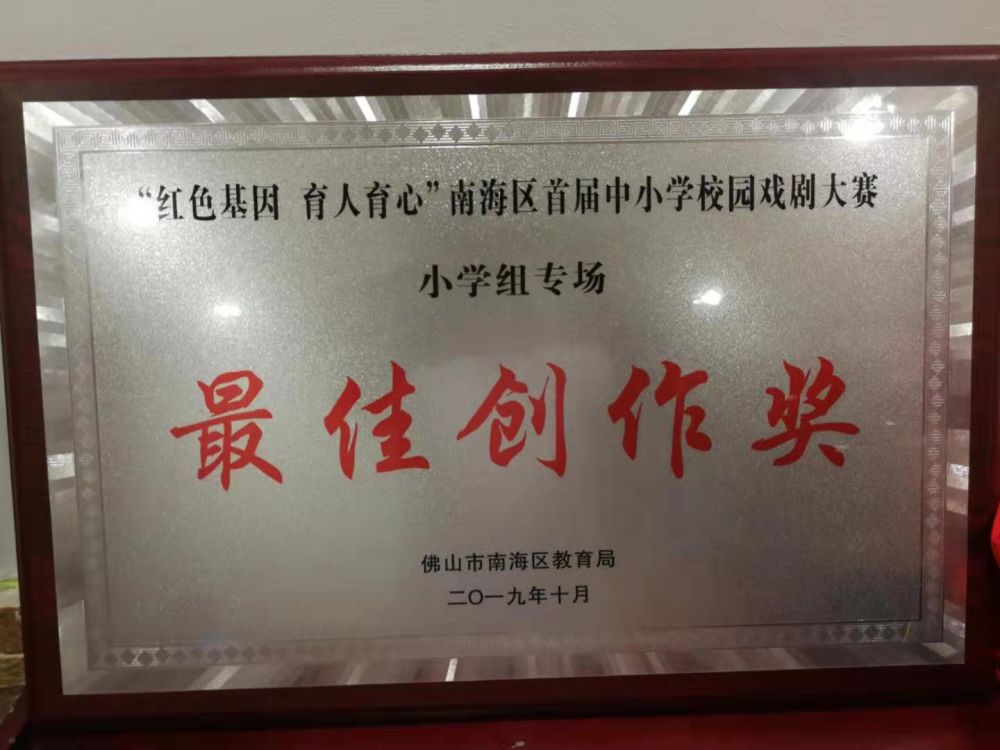 “红色基因 育人育心”南海区首届中小学校园戏剧大赛
小学组专场
最佳创作奖
佛山市南海区教育局
二〇一九年十月